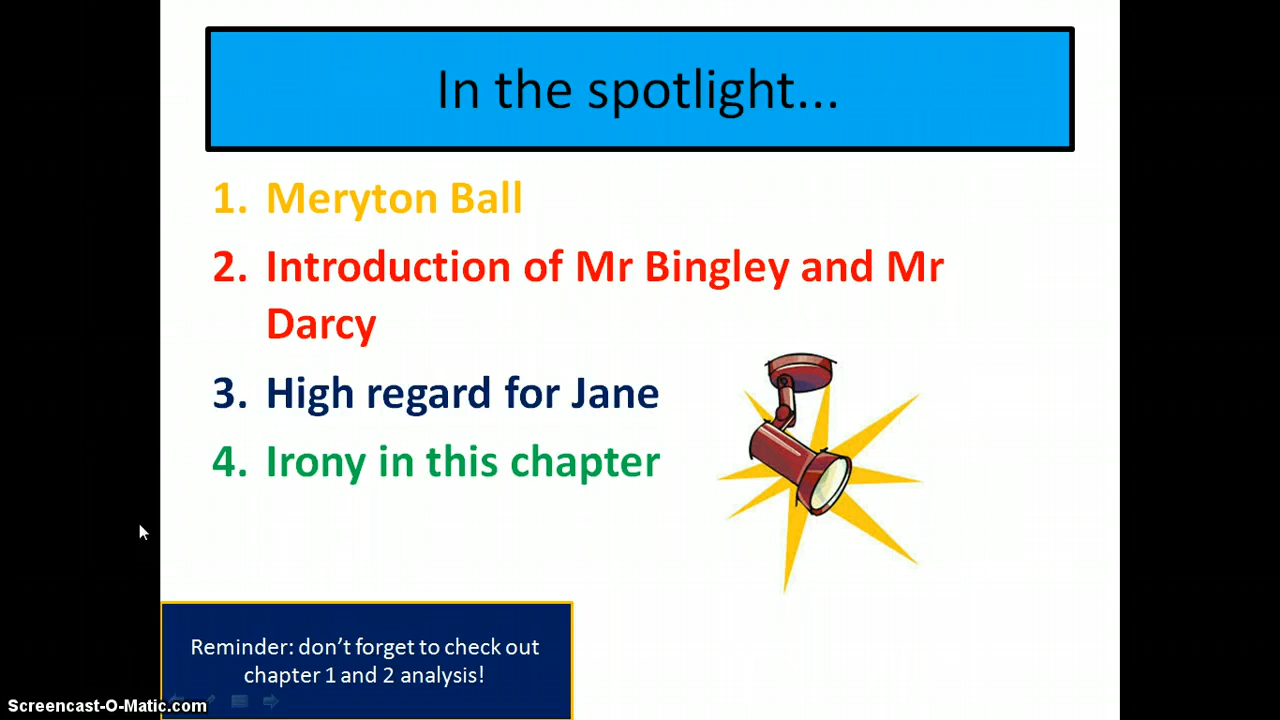 In the spotlight...
1. Meryton Ball
2. Introduction of Mr Bingley and Mr
Darcy
3. High regard for Jane
4. Irony in this chapter
Reminder: don't forget to check out
chapter 1 and 2 analysis!
Screencast-O-Matic.com